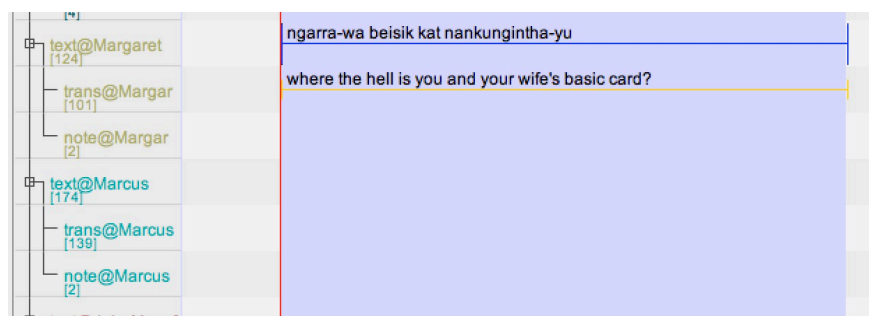 [4]
text@Margaret
[124]
ngarra-wa beisik kat nankungintha-yu
trans@Margar
[101]
where the hell is you and your wife's basic card?
note@Margar
[2]
text@Marcus
[174]
trans@Marcus
[139]
note@Marcus
[2]